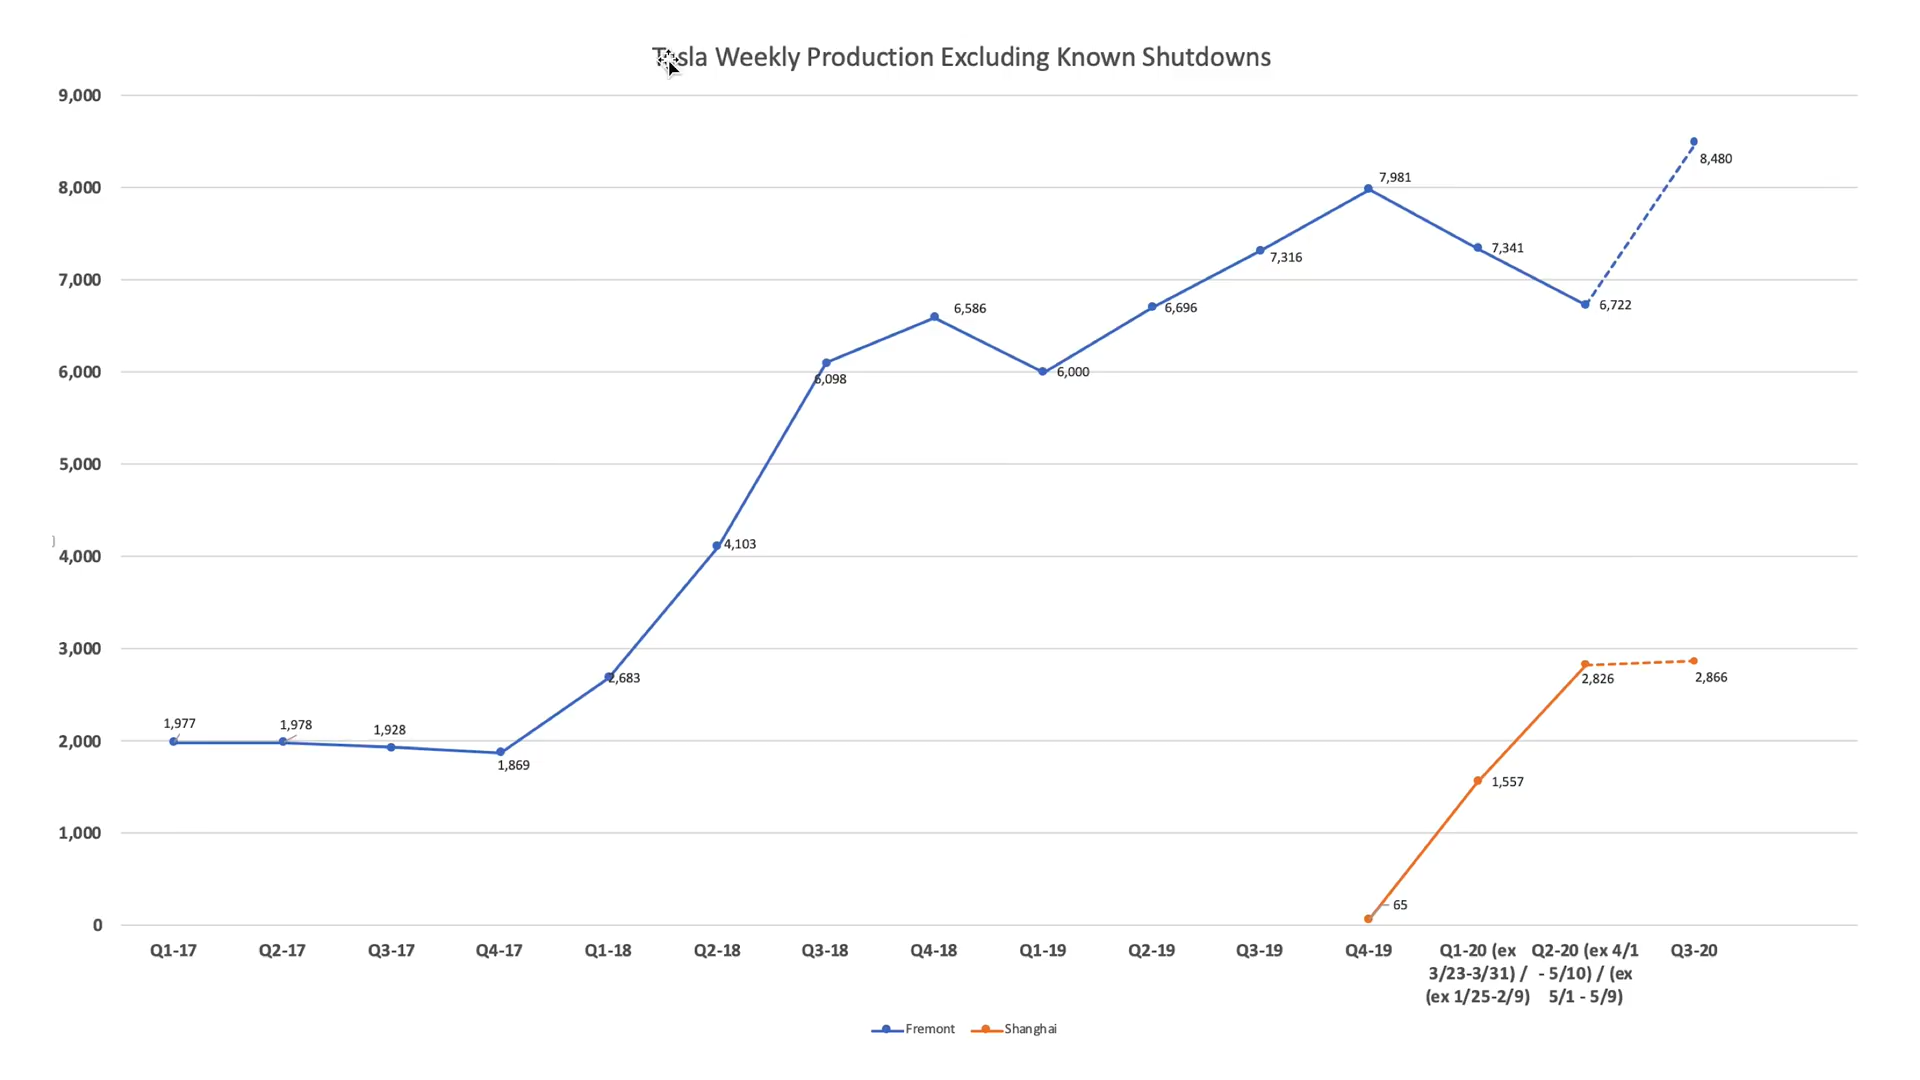 Tesla Weekly Production Excluding Known Shutdowns
9,000
8,000
7,000
6,000
5,000
4,000
3,000
2,000
1,000
0
1,977
1,978
1,928
1,869
2,683
4,103
6,098
6,586
6,000
6,696
7,316
7,981
7,341
6,722
8,480
65
1,557
2,826
2,866
Q1-17
Q2-17
Q3-17
Q4-17
Q1-18
Q2-18
Q3-18
Q4-18
Q1-19
Q2-19
Q3-19
Q4-19
Q1-20 (ex
3/23-3/31) /
(ex 1/25-2/9)
Q2-20 (ex 4/1
- 5/10) / (ex
5/1 - 5/9)
Q3-20
Fremont
Shanghai